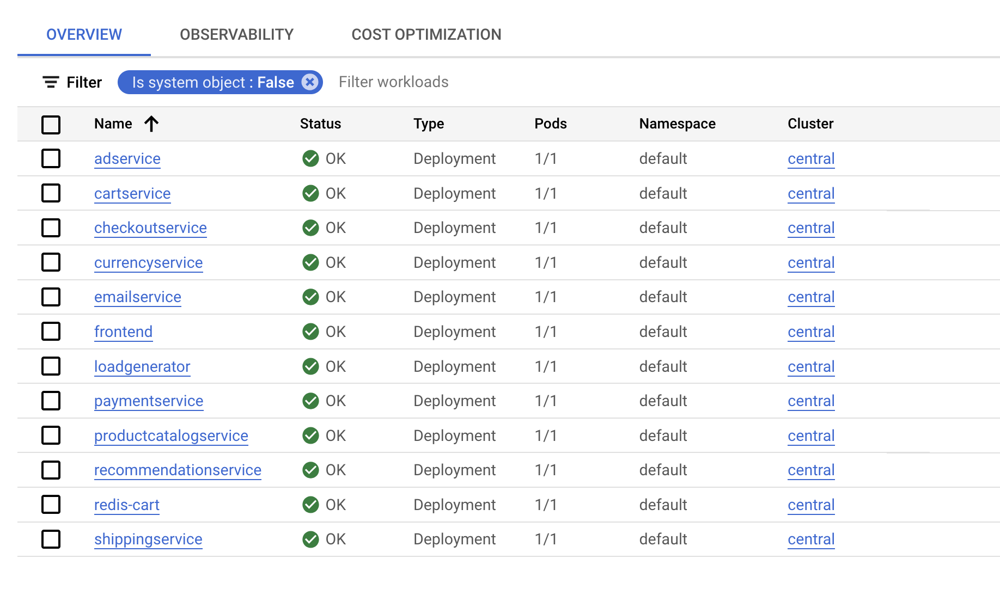 OVERVIEW OBSERVABILITY COST OPTIMIZATION
Filter Is system object : False Filter workloads
Name Status Type Pods Namespace Cluster
adservice OK Deployment 1/1 default central
cartservice OK Deployment 1/1 default central
checkoutservice OK Deployment 1/1 default central
currencyservice OK Deployment 1/1 default central
emailservice OK Deployment 1/1 default central
frontend OK Deployment 1/1 default central
loadgenerator OK Deployment 1/1 default central
paymentservice OK Deployment 1/1 default central
productcatalogservice OK Deployment 1/1 default central
recommendationservice OK Deployment 1/1 default central
redis-cart OK Deployment 1/1 default central
shippingservice OK Deployment 1/1 default central